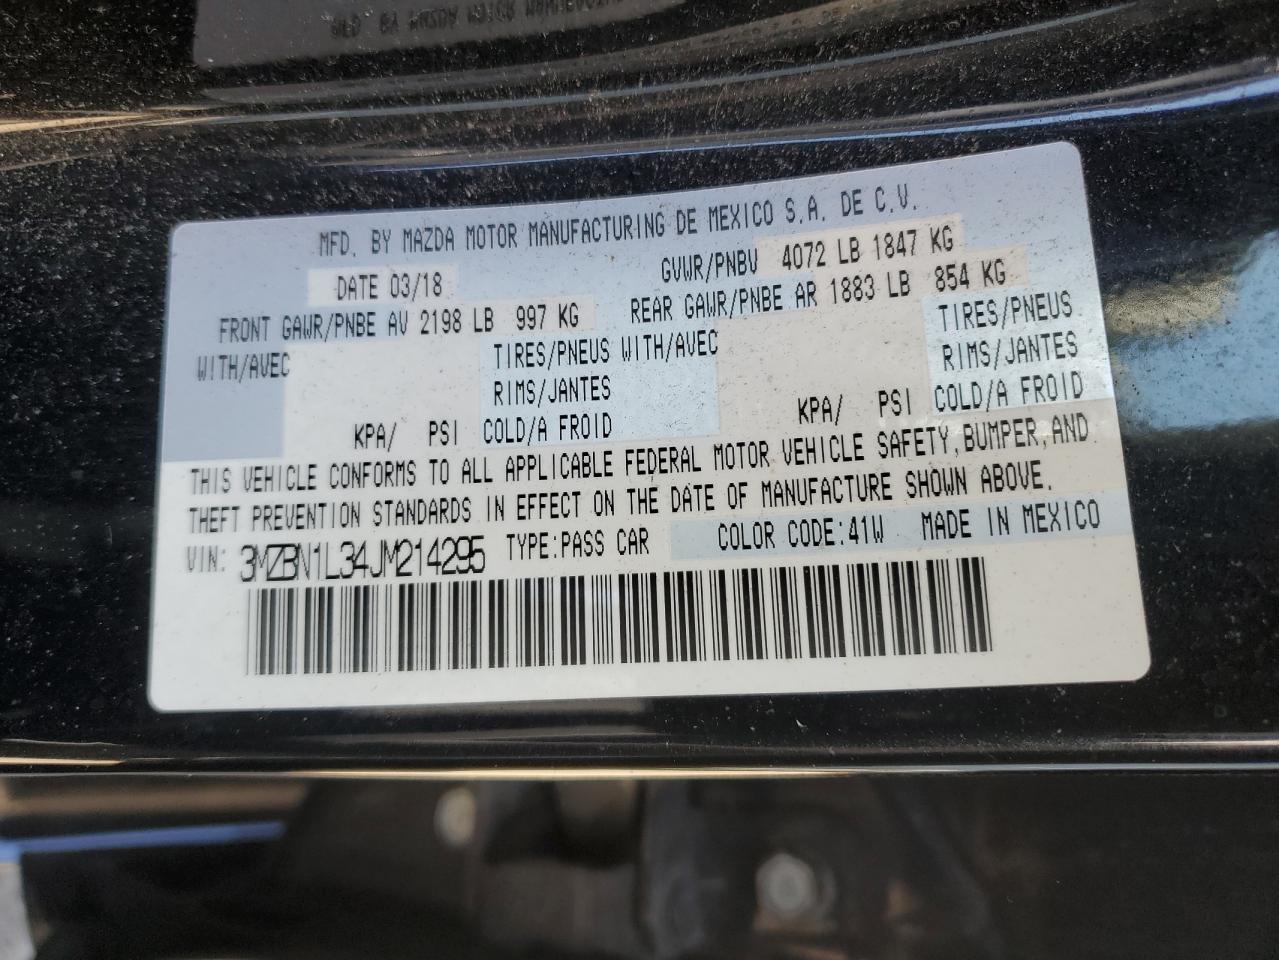 MFD. BY MAZDA MOTOR MANUFACTURING DE MEXICO S.A. DE C.V.
DATE 03/18 GVWR/PNBV 4072 LB 1847 KG
FRONT GAWR/PNBE AV 2198 LB 997 KG REAR GAWR/PNBE AR 1883 LB 854 KG
WITH/AVEC TIRES/PNEUS WITH/AVEC TIRES/PNEUS
RIMS/JANTES RIMS/JANTES
KPA/ PSI COLD/A FROID KPA/ PSI COLD/A FROID
THIS VEHICLE CONFORMS TO ALL APPLICABLE FEDERAL MOTOR VEHICLE SAFETY, BUMPER, AND
THEFT PREVENTION STANDARDS IN EFFECT ON THE DATE OF MANUFACTURE SHOWN ABOVE.
VIN: 3MZBN1L34JM214295 TYPE:PASS CAR COLOR CODE:41W MADE IN MEXICO